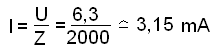 I = U/Z = 6,3/2000 ≃ 3,15 mA